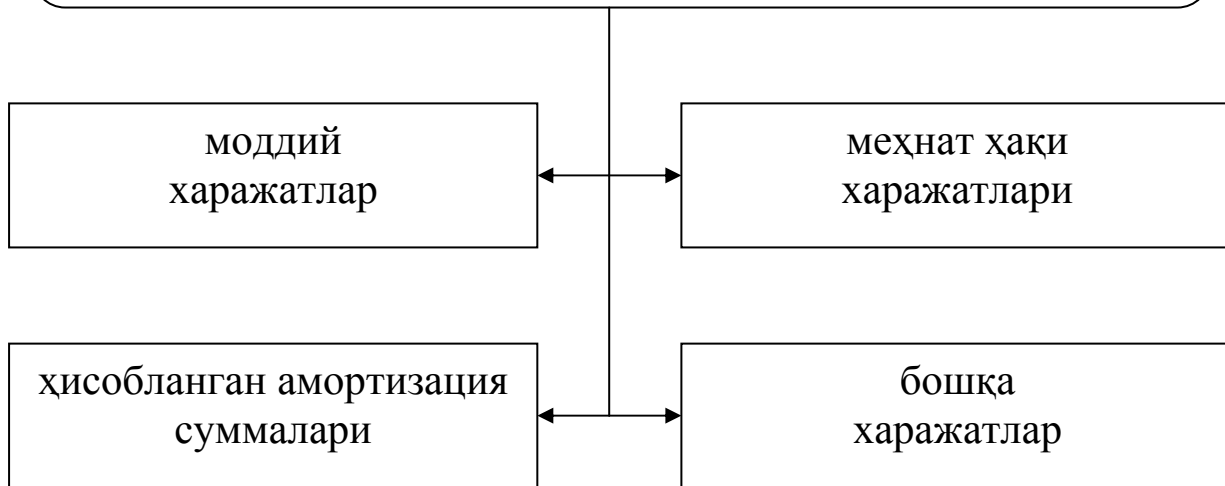 моддий
харажатлар
меҳнат ҳақи
харажатлари
ҳисобланган амортизация
суммалари
бошқа
харажатлар